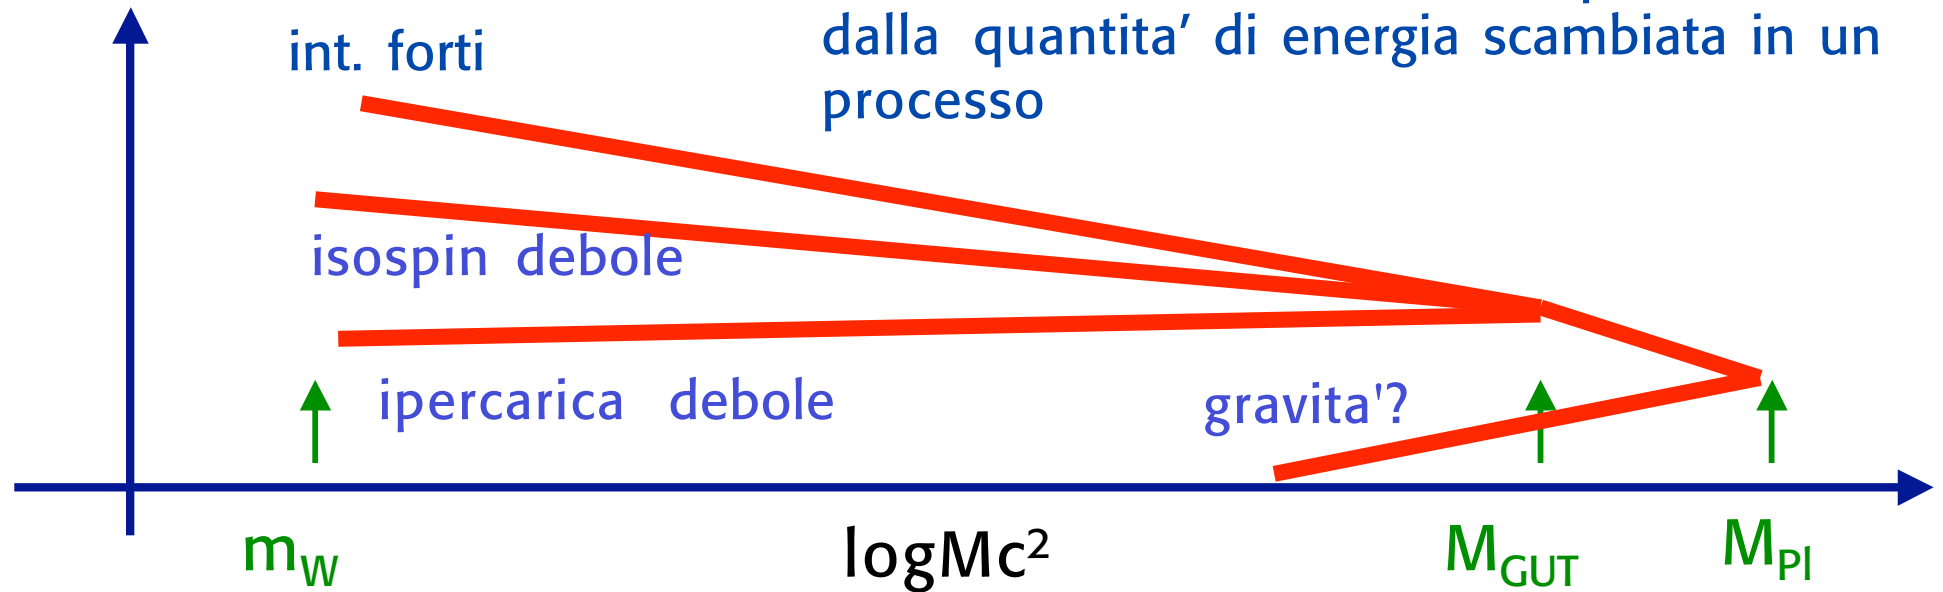 int. forti
dalla quantita’ di energia scambiata in un
processo
isospin debole
ipercarica debole
gravita'?
m_W
logMc²
M_GUT
M_Pl